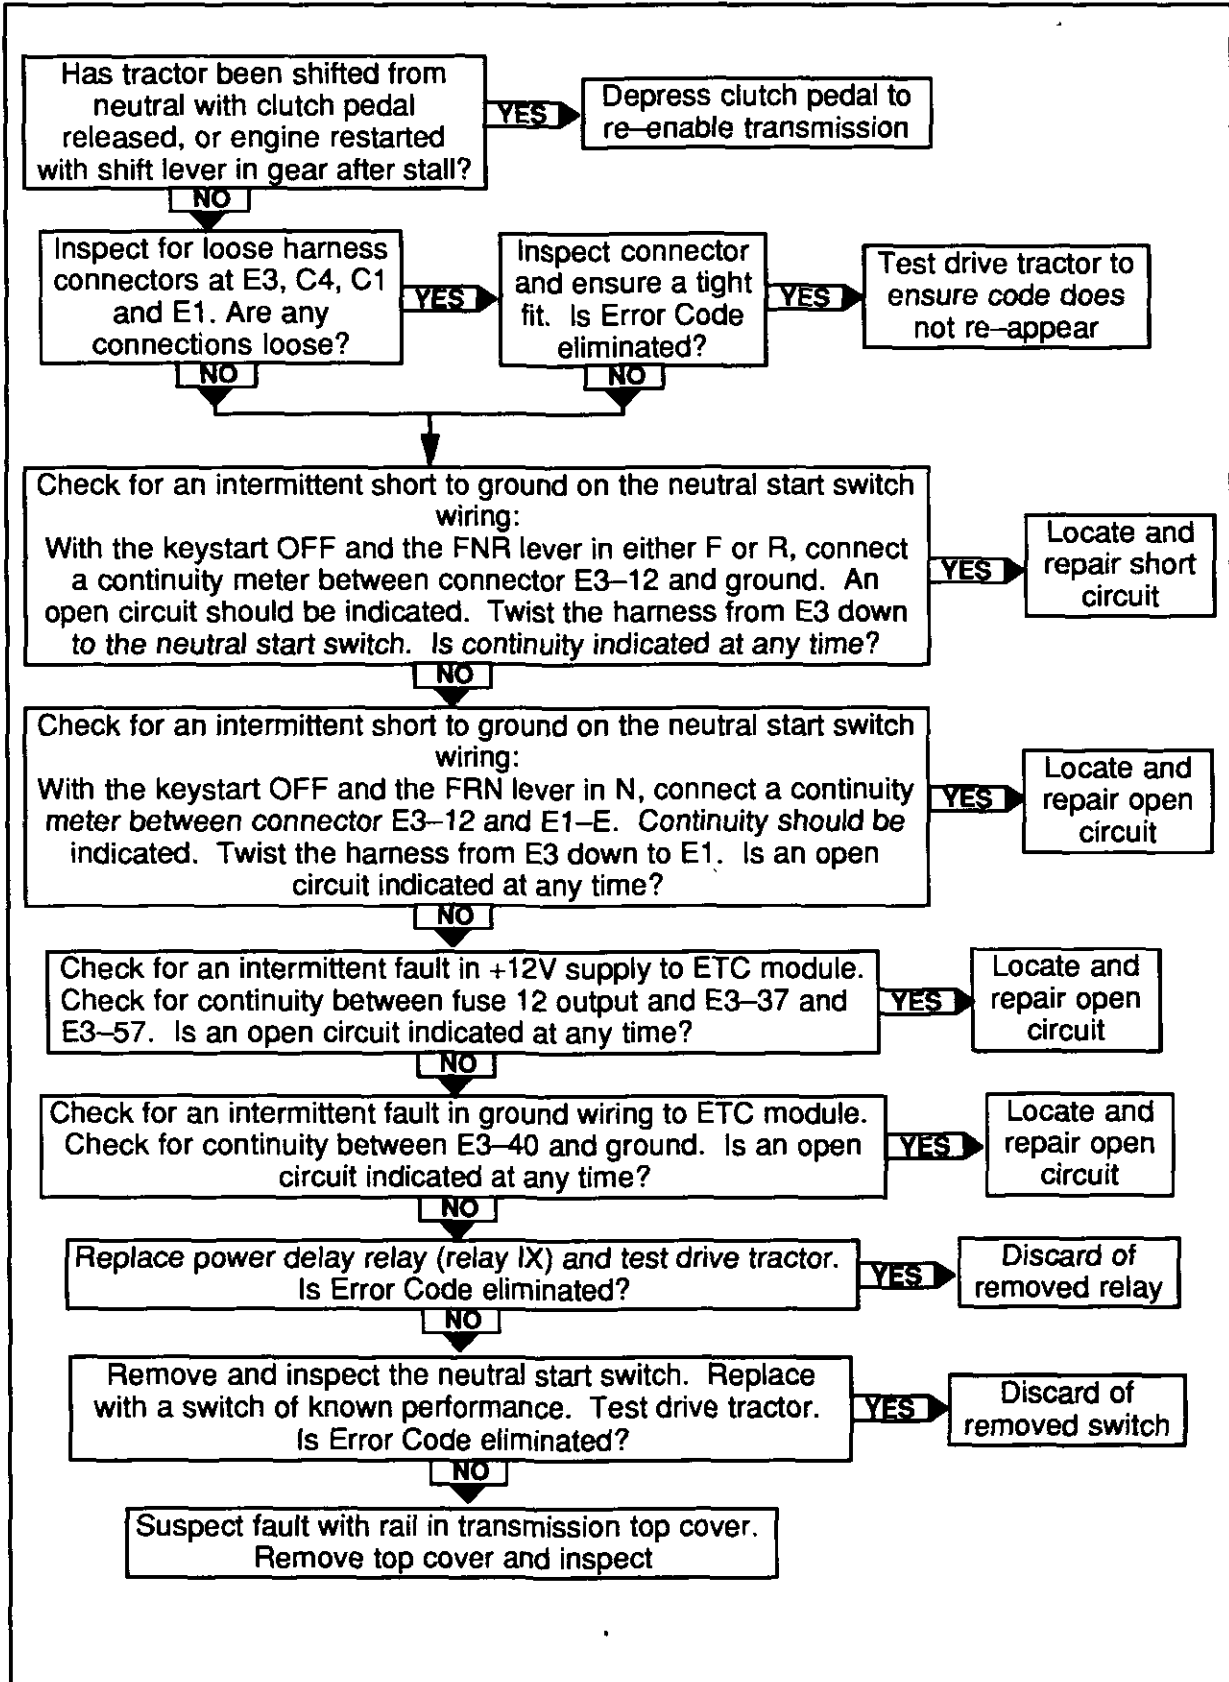 Has tractor been shifted from
neutral with clutch pedal
released, or engine restarted
with shift lever in gear after stall?
YES
Depress clutch pedal to
re–enable transmission
NO
Inspect for loose harness
connectors at E3, C4, C1
and E1. Are any
connections loose?
YES
Inspect connector
and ensure a tight
fit. Is Error Code
eliminated?
YES
Test drive tractor to
ensure code does
not re–appear
NO
NO
Check for an intermittent short to ground on the neutral start switch
wiring:
With the keystart OFF and the FNR lever in either F or R, connect
a continuity meter between connector E3–12 and ground. An
open circuit should be indicated. Twist the harness from E3 down
to the neutral start switch. Is continuity indicated at any time?
YES
Locate and
repair short
circuit
NO
Check for an intermittent short to ground on the neutral start switch
wiring:
With the keystart OFF and the FRN lever in N, connect a continuity
meter between connector E3–12 and E1–E. Continuity should be
indicated. Twist the harness from E3 down to E1. Is an open
circuit indicated at any time?
YES
Locate and
repair open
circuit
NO
Check for an intermittent fault in +12V supply to ETC module.
Check for continuity between fuse 12 output and E3–37 and
E3–57. Is an open circuit indicated at any time?
YES
Locate and
repair open
circuit
NO
Check for an intermittent fault in ground wiring to ETC module.
Check for continuity between E3–40 and ground. Is an open
circuit indicated at any time?
YES
Locate and
repair open
circuit
NO
Replace power delay relay (relay IX) and test drive tractor.
Is Error Code eliminated?
YES
Discard of
removed relay
NO
Remove and inspect the neutral start switch. Replace
with a switch of known performance. Test drive tractor.
Is Error Code eliminated?
YES
Discard of
removed switch
NO
Suspect fault with rail in transmission top cover.
Remove top cover and inspect